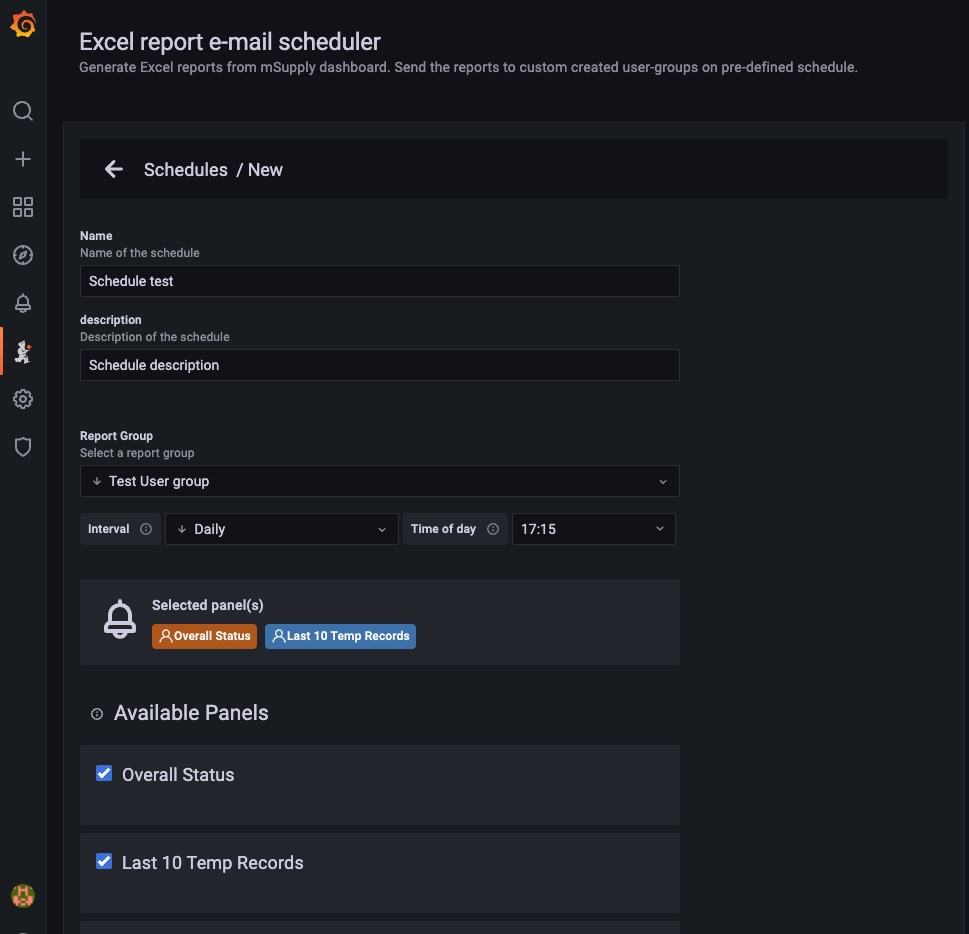 Excel report e-mail scheduler
Generate Excel reports from mSupply dashboard. Send the reports to custom created user-groups on pre-defined schedule.
Schedules / New
Name
Name of the schedule
Schedule test
description
Description of the schedule
Schedule description
Report Group
Select a report group
Test User group
Interval Daily Time of day 17:15
Selected panel(s)
Overall Status Last 10 Temp Records
Available Panels
Overall Status
Last 10 Temp Records